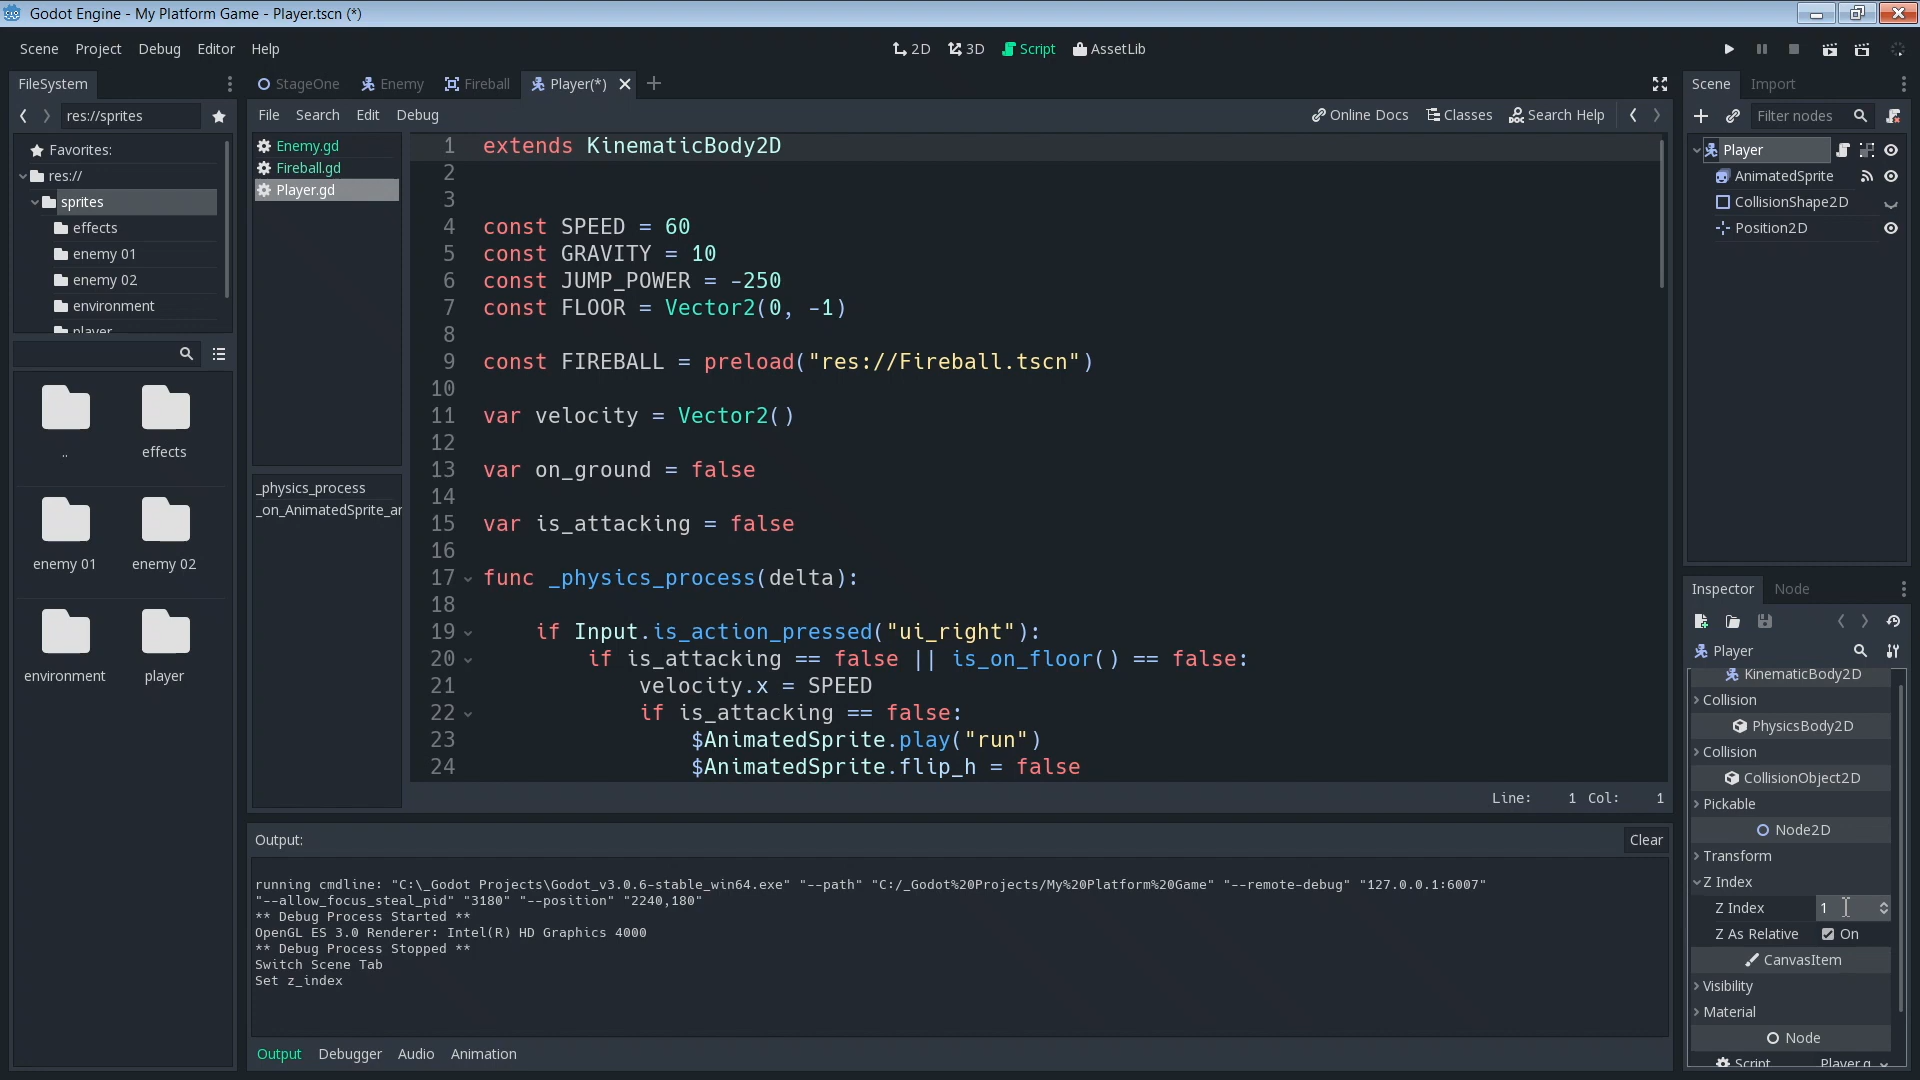 Godot Engine - My Platform Game - Player.tscn (*)
Scene Project Debug Editor Help
2D 3D Script AssetLib
FileSystem
res://sprites
Favorites:
res://
sprites
effects
enemy 01
enemy 02
environment
player
.. effects
enemy 01 enemy 02
environment player
StageOne Enemy Fireball Player(*)
File Search Edit Debug
Online Docs Classes Search Help
Enemy.gd
Fireball.gd
Player.gd
_physics_process
_on_AnimatedSprite_ar
1 extends KinematicBody2D
2
3
4 const SPEED = 60
5 const GRAVITY = 10
6 const JUMP_POWER = -250
7 const FLOOR = Vector2(0, -1)
8
9 const FIREBALL = preload("res://Fireball.tscn")
10
11 var velocity = Vector2()
12
13 var on_ground = false
14
15 var is_attacking = false
16
17 func _physics_process(delta):
18
19 if Input.is_action_pressed("ui_right"):
20 if is_attacking == false || is_on_floor() == false:
21 velocity.x = SPEED
22 if is_attacking == false:
23 $AnimatedSprite.play("run")
24 $AnimatedSprite.flip_h = false
Line: 1 Col: 1
Output:
Clear
running cmdline: "C:\_Godot Projects\Godot_v3.0.6-stable_win64.exe" "--path" "C:/_Godot%20Projects/My%20Platform%20Game" "--remote-debug" "127.0.0.1:6007"
"--allow_focus_steal_pid" "3180" "--position" "2240,180"
** Debug Process Started **
OpenGL ES 3.0 Renderer: Intel(R) HD Graphics 4000
** Debug Process Stopped **
Switch Scene Tab
Set z_index
Output Debugger Audio Animation
Scene Import
Filter nodes
Player
AnimatedSprite
CollisionShape2D
Position2D
Inspector Node
Player
KinematicBody2D
Collision
PhysicsBody2D
Collision
CollisionObject2D
Pickable
Node2D
Transform
Z Index
Z Index 1
Z As Relative On
CanvasItem
Visibility
Material
Node
Script Player.g